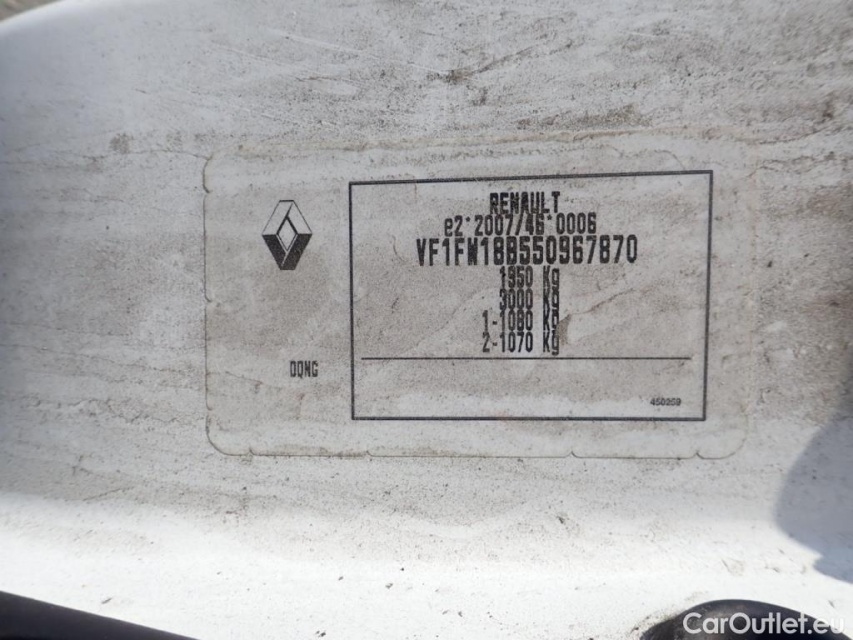 RENAULT
e2*2007/46*0006
VF1FW18B550967870
1950 Kg
3000 Kg
1-1080 Kg
2-1070 Kg
DQNG
450259
CarOutlet.eu